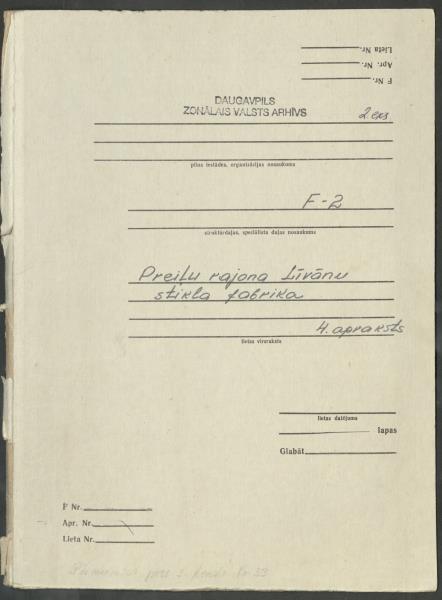 Lieta Nr.
Apr. Nr.
F Nr.
DAUGAVPILS
ZONĀLAIS VALSTS ARHĪVS
2 eks
pilns iestādes, organizācijas nosaukums
F-2
struktūrdaļas, speciālista daļas nosaukums
Preiļu rajona Līvānu
stikla fabrika
4. apraksts
lietas virsraksts
lietas datējums
lapas
Glabāt
F Nr.
Apr. Nr.
Lieta Nr.